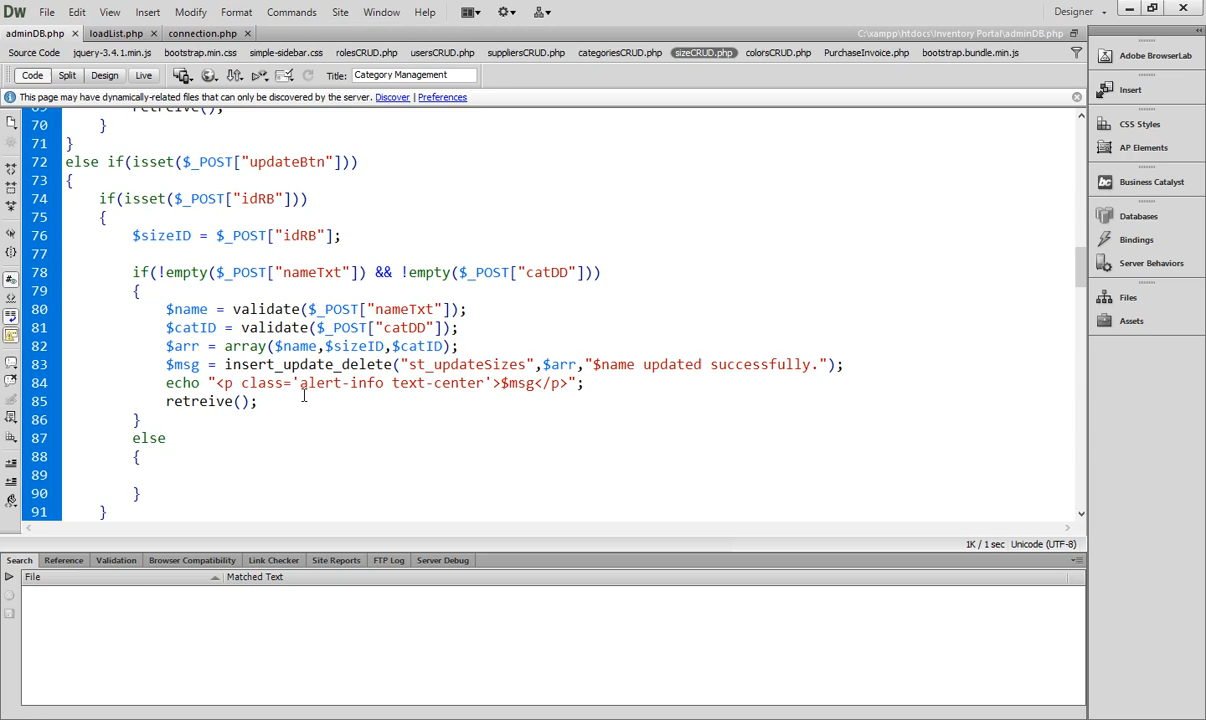 DW File Edit View Insert Modify Format Commands Site Window Help Designer
adminDB.php loadList.php connection.php C:\xampp\htdocs\Inventory Portal\adminDB.php
Source Code jquery-3.4.1.min.js bootstrap.min.css simple-sidebar.css rolesCRUD.php usersCRUD.php suppliersCRUD.php categoriesCRUD.php sizeCRUD.php colorsCRUD.php PurchaseInvoice.php bootstrap.bundle.min.js
Code Split Design Live Title: Category Management
This page may have dynamically-related files that can only be discovered by the server. Discover | Preferences
69 retreive();
70 }
71 }
72 else if(isset($_POST["updateBtn"]))
73 {
74 if(isset($_POST["idRB"]))
75 {
76 $sizeID = $_POST["idRB"];
77
78 if(!empty($_POST["nameTxt"]) && !empty($_POST["catDD"]))
79 {
80 $name = validate($_POST["nameTxt"]);
81 $catID = validate($_POST["catDD"]);
82 $arr = array($name,$sizeID,$catID);
83 $msg = insert_update_delete("st_updateSizes",$arr,"$name updated successfully.");
84 echo "<p class='alert-info text-center'>$msg</p>";
85 retreive();
86 }
87 else
88 {
89
90 }
91 }
1K / 1 sec Unicode (UTF-8)
Search Reference Validation Browser Compatibility Link Checker Site Reports FTP Log Server Debug
File Matched Text
Adobe BrowserLab
Insert
CSS Styles
AP Elements
Business Catalyst
Databases
Bindings
Server Behaviors
Files
Assets